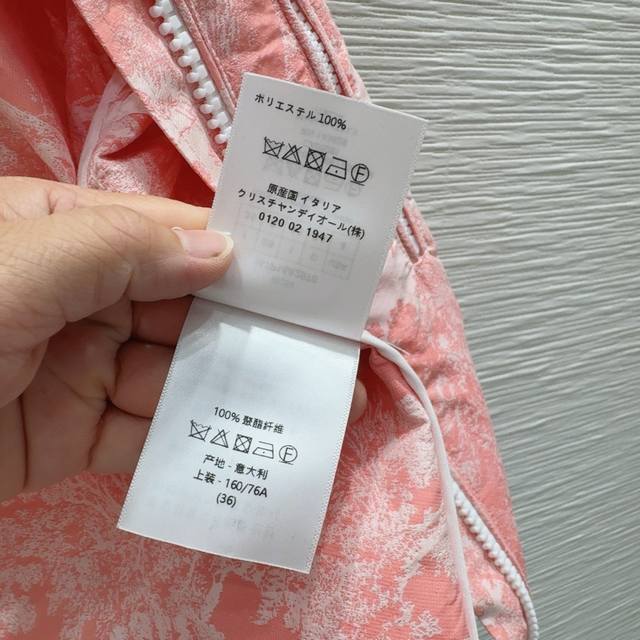 ポリエステル 100%
原産国 イタリア
クリスチャンディオール(株)
0120 02 1947
100% 聚酯纤维
产地 - 意大利
上装 - 160/76A
(36)